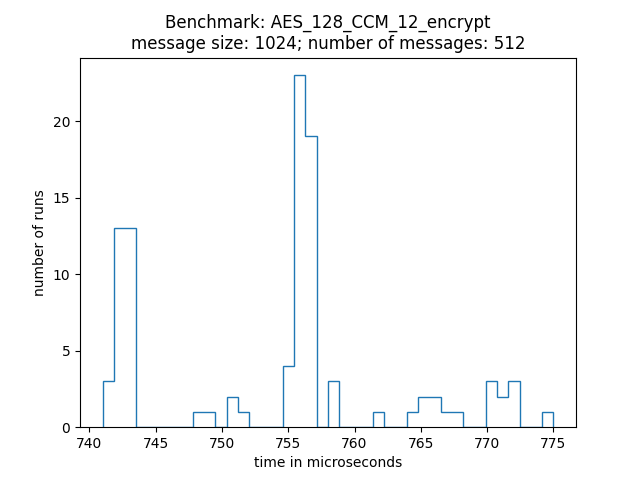 Benchmark: AES_128_CCM_12_encrypt
message size: 1024; number of messages: 512
number of runs
20
15
10
5
0
740 745 750 755 760 765 770 775
time in microseconds